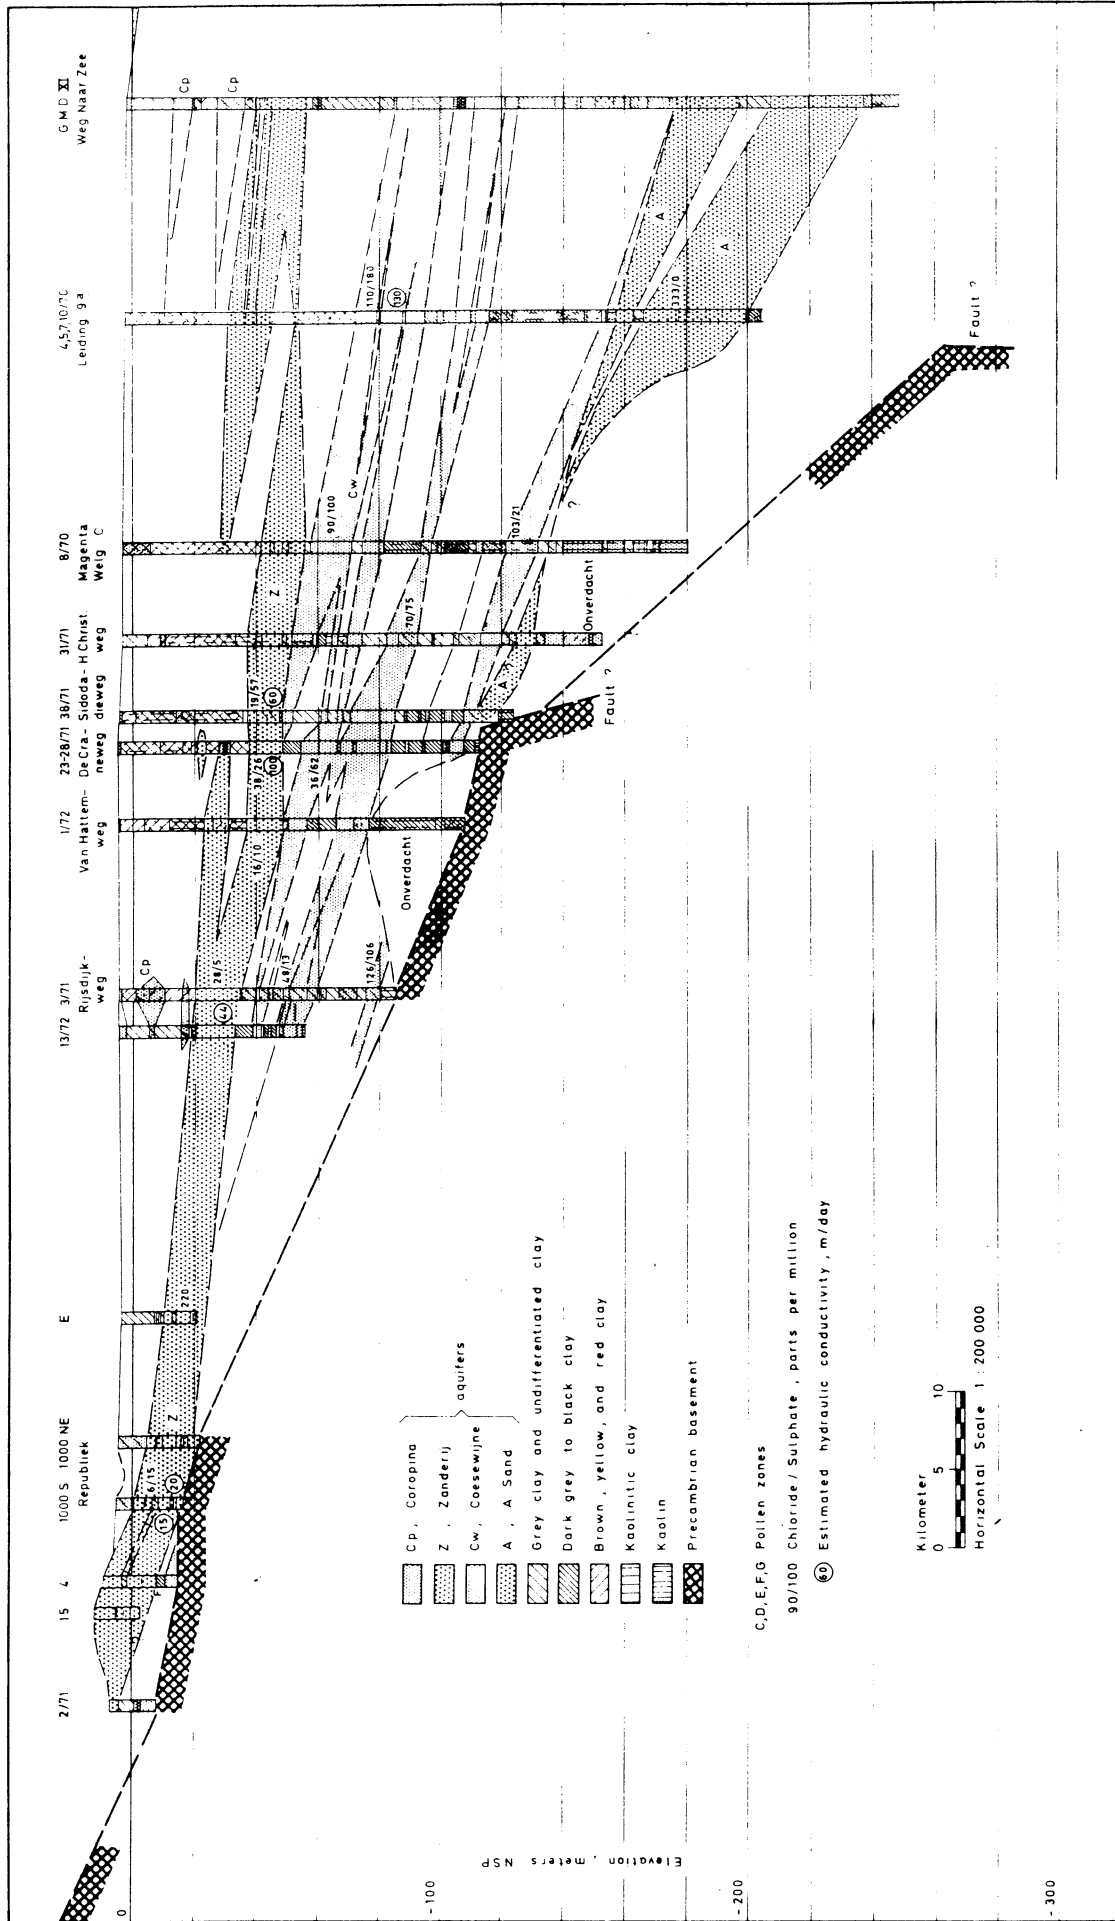 2/71
15
4
1000 S
1000 NE
Republiek
E
13/72
3/71
Rijsdijk-
weg
1/72
Van Hattem-
weg
23-28/71
De Cra-
neweg
38/71
Sidoda-
dieweg
31/71
H Christ.
weg
8/70
Magenta
Weig C
4,5,7,10/70
Leiding 9a
G M D XI
Weg Naar Zee
Cp
Cp
Cp
F
15
6/15
20
Z
220
44
28/5
48/13
126/106
16/10
38/26
100
36/62
19/57
60
Z
70/75
90/100
Cw
103/21
110/180
130
333/0
A
A
A ?
?
Onverdacht
Onverdacht
Fault ?
Fault ?
Cp , Coropina
Z , Zanderij
Cw , Coesewijne
A , A Sand
aquifers
Grey clay and undifferentiated clay
Dark grey to black clay
Brown , yellow , and red clay
Kaolinitic clay
Kaolin
Precambrian basement
C,D,E,F,G Pollen zones
90/100 Chloride / Sulphate , parts per million
60 Estimated hydraulic conductivity , m/day
Kilometer
0 5 10
Horizontal Scale 1 : 200 000
Elevation , meters NSP
0
-100
-200
-300